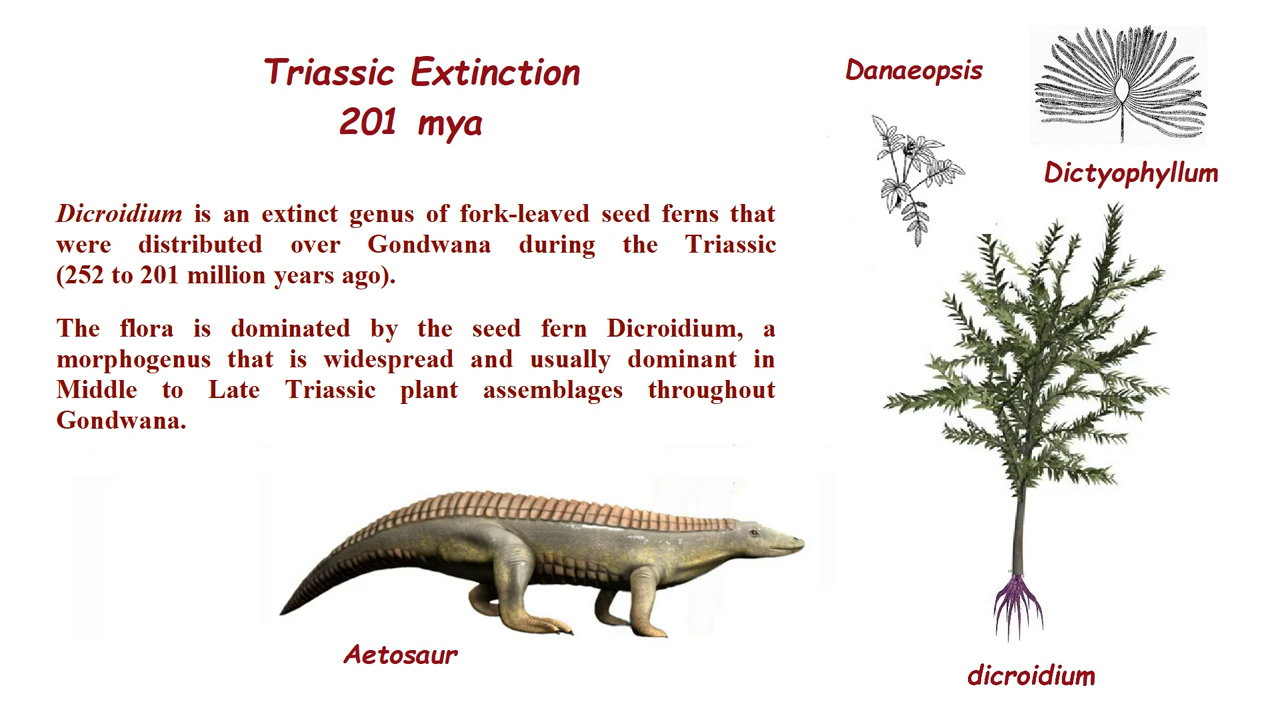 Triassic Extinction
201 mya
Danaeopsis
Dictyophyllum
Dicroidium is an extinct genus of fork-leaved seed ferns that
were distributed over Gondwana during the Triassic
(252 to 201 million years ago).
The flora is dominated by the seed fern Dicroidium, a
morphogenus that is widespread and usually dominant in
Middle to Late Triassic plant assemblages throughout
Gondwana.
Aetosaur
dicroidium